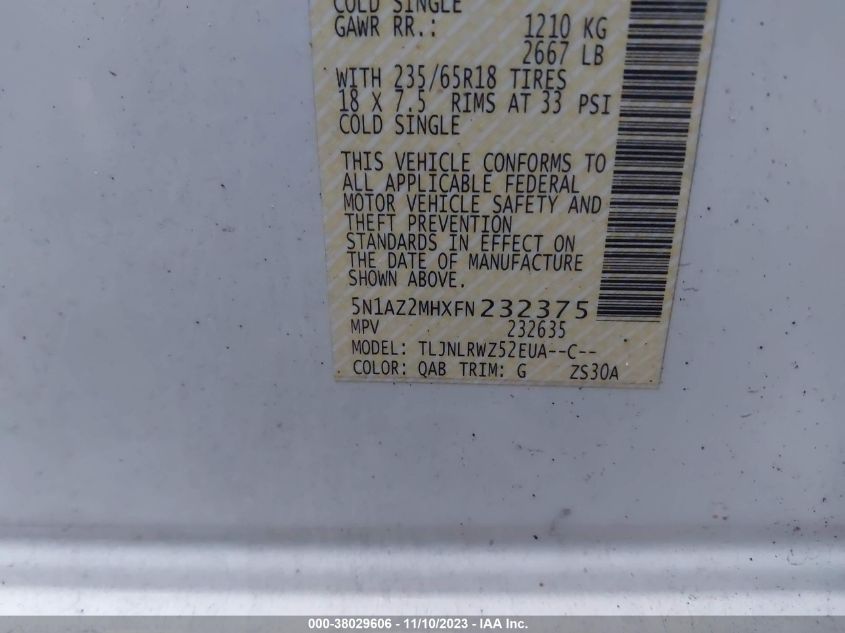 COLD SINGLE
GAWR RR.: 1210 KG
2667 LB
WITH 235/65R18 TIRES
18 X 7.5 RIMS AT 33 PSI
COLD SINGLE
THIS VEHICLE CONFORMS TO
ALL APPLICABLE FEDERAL
MOTOR VEHICLE SAFETY AND
THEFT PREVENTION
STANDARDS IN EFFECT ON
THE DATE OF MANUFACTURE
SHOWN ABOVE.
5N1AZ2MHXFN232375
MPV 232635
MODEL: TLJNLRWZ52EUA--C--
COLOR: QAB TRIM: G ZS30A
000-38029606 - 11/10/2023 - IAA Inc.